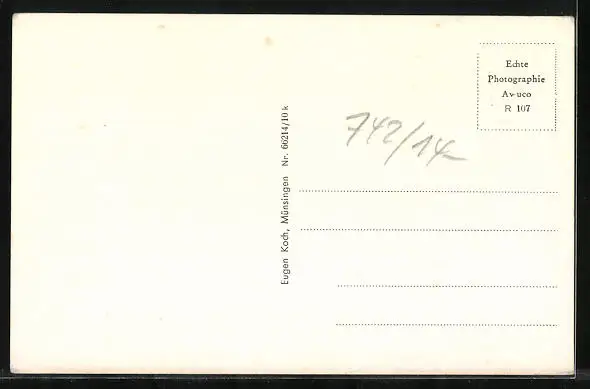 Echte
Photographie
Av-uco
R 107
742/14-
Eugen Koch, Münsingen Nr. 66214/10 k